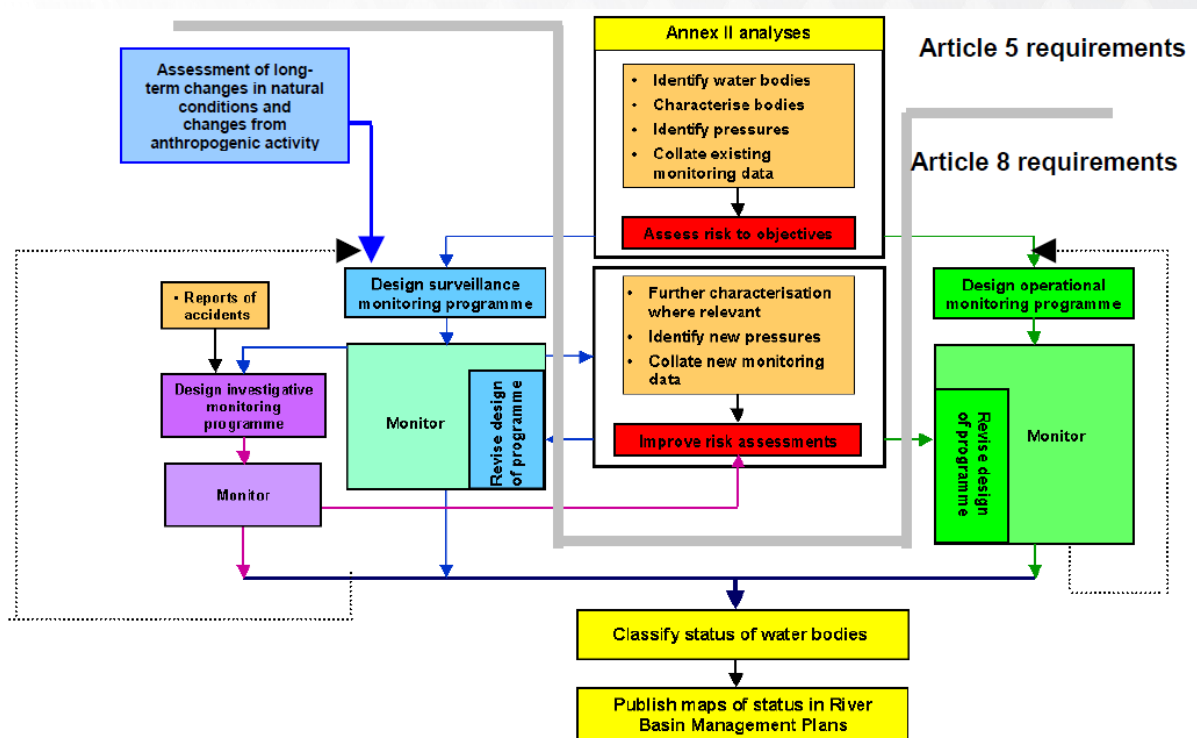 Annex II analyses
Article 5 requirements
Assessment of long-
term changes in natural
conditions and
changes from
anthropogenic activity
• Identify water bodies
• Characterise bodies
• Identify pressures
• Collate existing
monitoring data
Article 8 requirements
Assess risk to objectives
Design surveillance
monitoring programme
• Further characterisation
where relevant
• Identify new pressures
• Collate new monitoring
data
Design operational
monitoring programme
• Reports of
accidents
Design investigative
monitoring
programme
Monitor
Revise design
of programme
Improve risk assessments
Revise design
of programme
Monitor
Monitor
Classify status of water bodies
Publish maps of status in River
Basin Management Plans